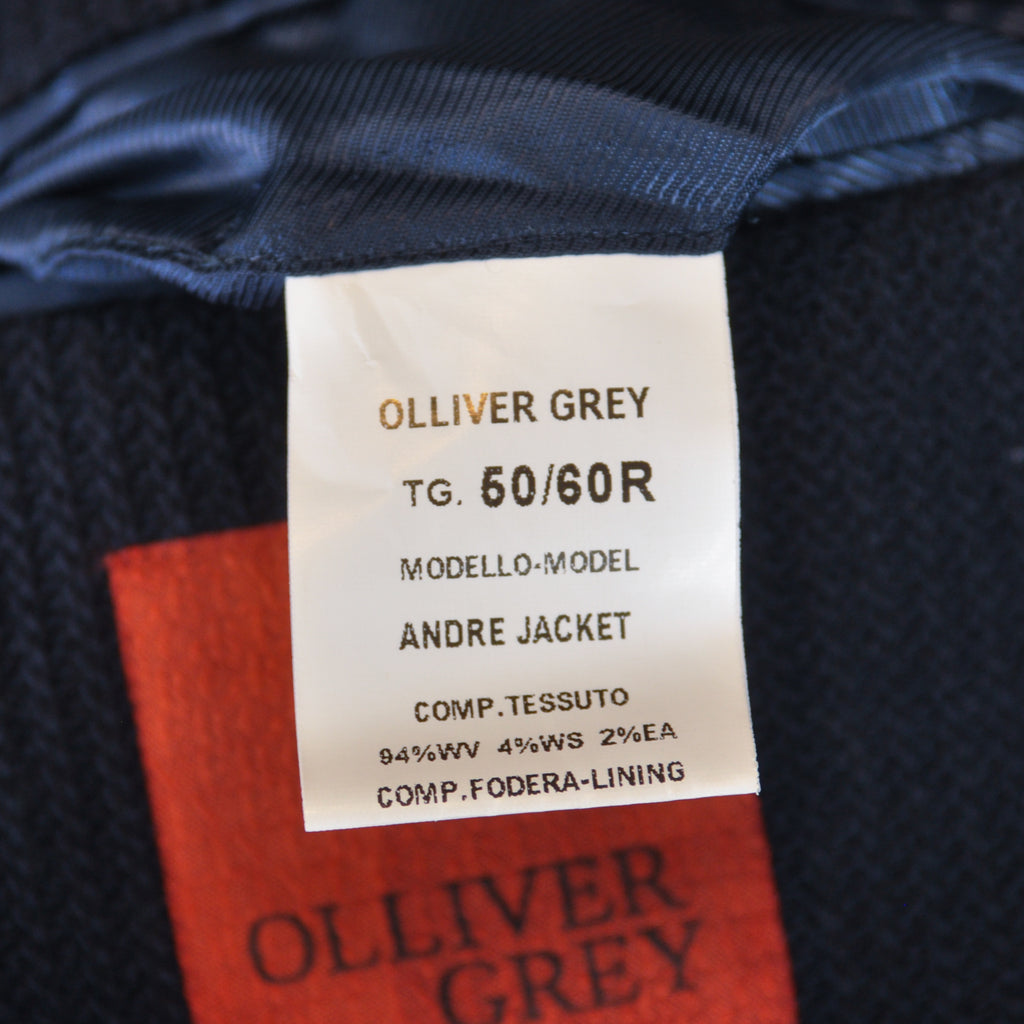 OLLIVER GREY
TG. 50/60R
MODELLO-MODEL
ANDRE JACKET
COMP.TESSUTO
94%WV 4%WS 2%EA
COMP.FODERA-LINING
OLLIVER
GREY